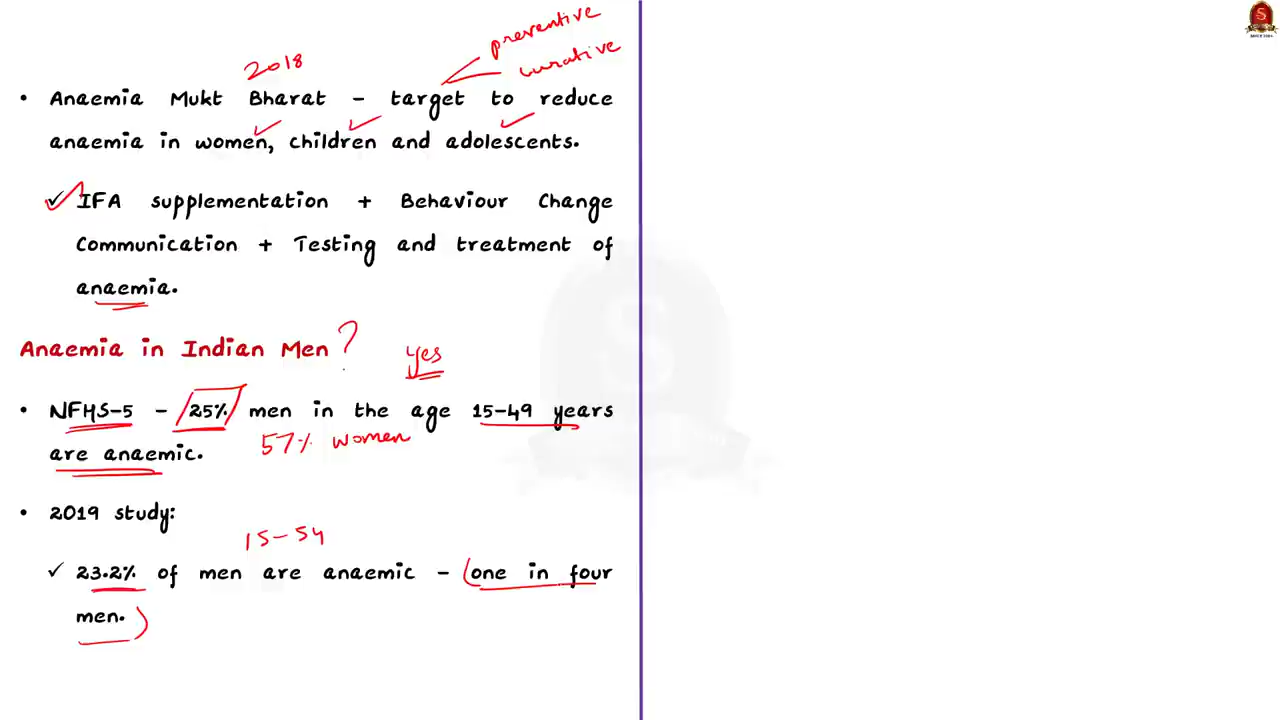 preventive
2018
curative
• Anaemia Mukt Bharat – target to reduce
anaemia in women, children and adolescents.
✓ IFA supplementation + Behaviour Change
Communication + Testing and treatment of
anaemia.
Anaemia in Indian Men ?
yes
• NFHS-5 - 25% men in the age 15-49 years
57% women
are anaemic.
• 2019 study:
15-54
✓ 23.2% of men are anaemic - (one in four
men.)